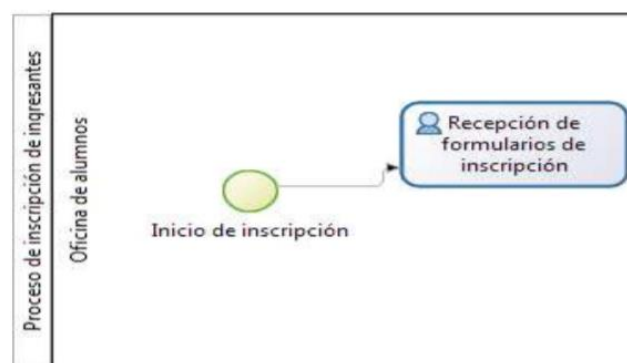 Proceso de inscripción de ingresantes
Oficina de alumnos
Inicio de inscripción
Recepción de
formularios de
inscripción